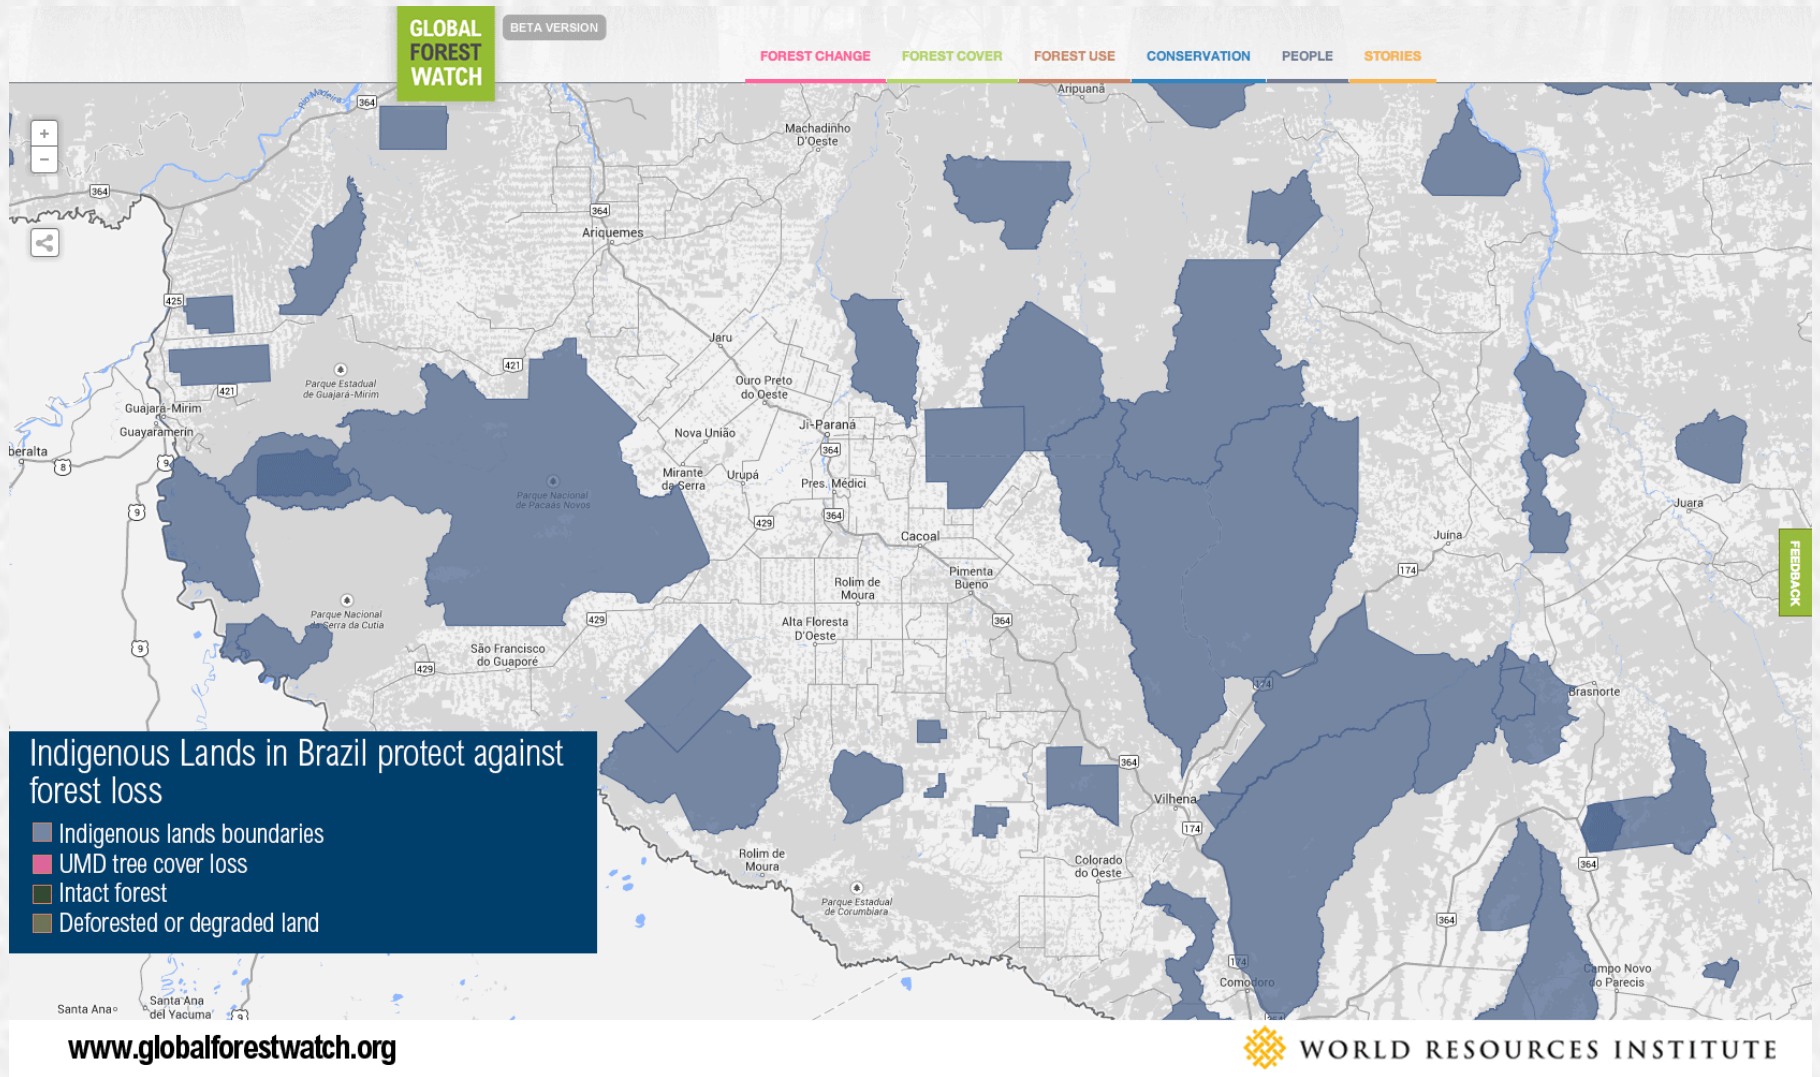 GLOBAL
FOREST
WATCH
BETA VERSION
FOREST CHANGE
FOREST COVER
FOREST USE
CONSERVATION
PEOPLE
STORIES
Aripuanã
Rio Madeira
364
Machadinho
D'Oeste
+
−
364
364
Ariquemes
425
Jaru
421
Parque Estadual
de Guajará-Mirim
421
Ouro Preto
do Oeste
Guajará-Mirim
Guayaramerín
Nova União
Ji-Paraná
beralta
8
9
364
Mirante
da Serra
Urupá
Pres. Médici
Parque Nacional
de Pacaás Novos
Juara
9
429
364
Cacoal
Juína
FEEDBACK
174
Pimenta
Bueno
Rolim de
Moura
Parque Nacional
da Serra da Cutia
429
364
Alta Floresta
D'Oeste
9
São Francisco
do Guaporé
429
174
Brasnorte
Indigenous Lands in Brazil protect against
forest loss
Indigenous lands boundaries
UMD tree cover loss
Intact forest
Deforested or degraded land
364
Vilhena
174
Rolim de
Moura
Colorado
do Oeste
364
Parque Estadual
de Corumbiara
364
174
Comodoro
Campo Novo
do Parecis
Santa Ana
Santa Ana
del Yacuma
9
364
www.globalforestwatch.org
WORLD RESOURCES INSTITUTE